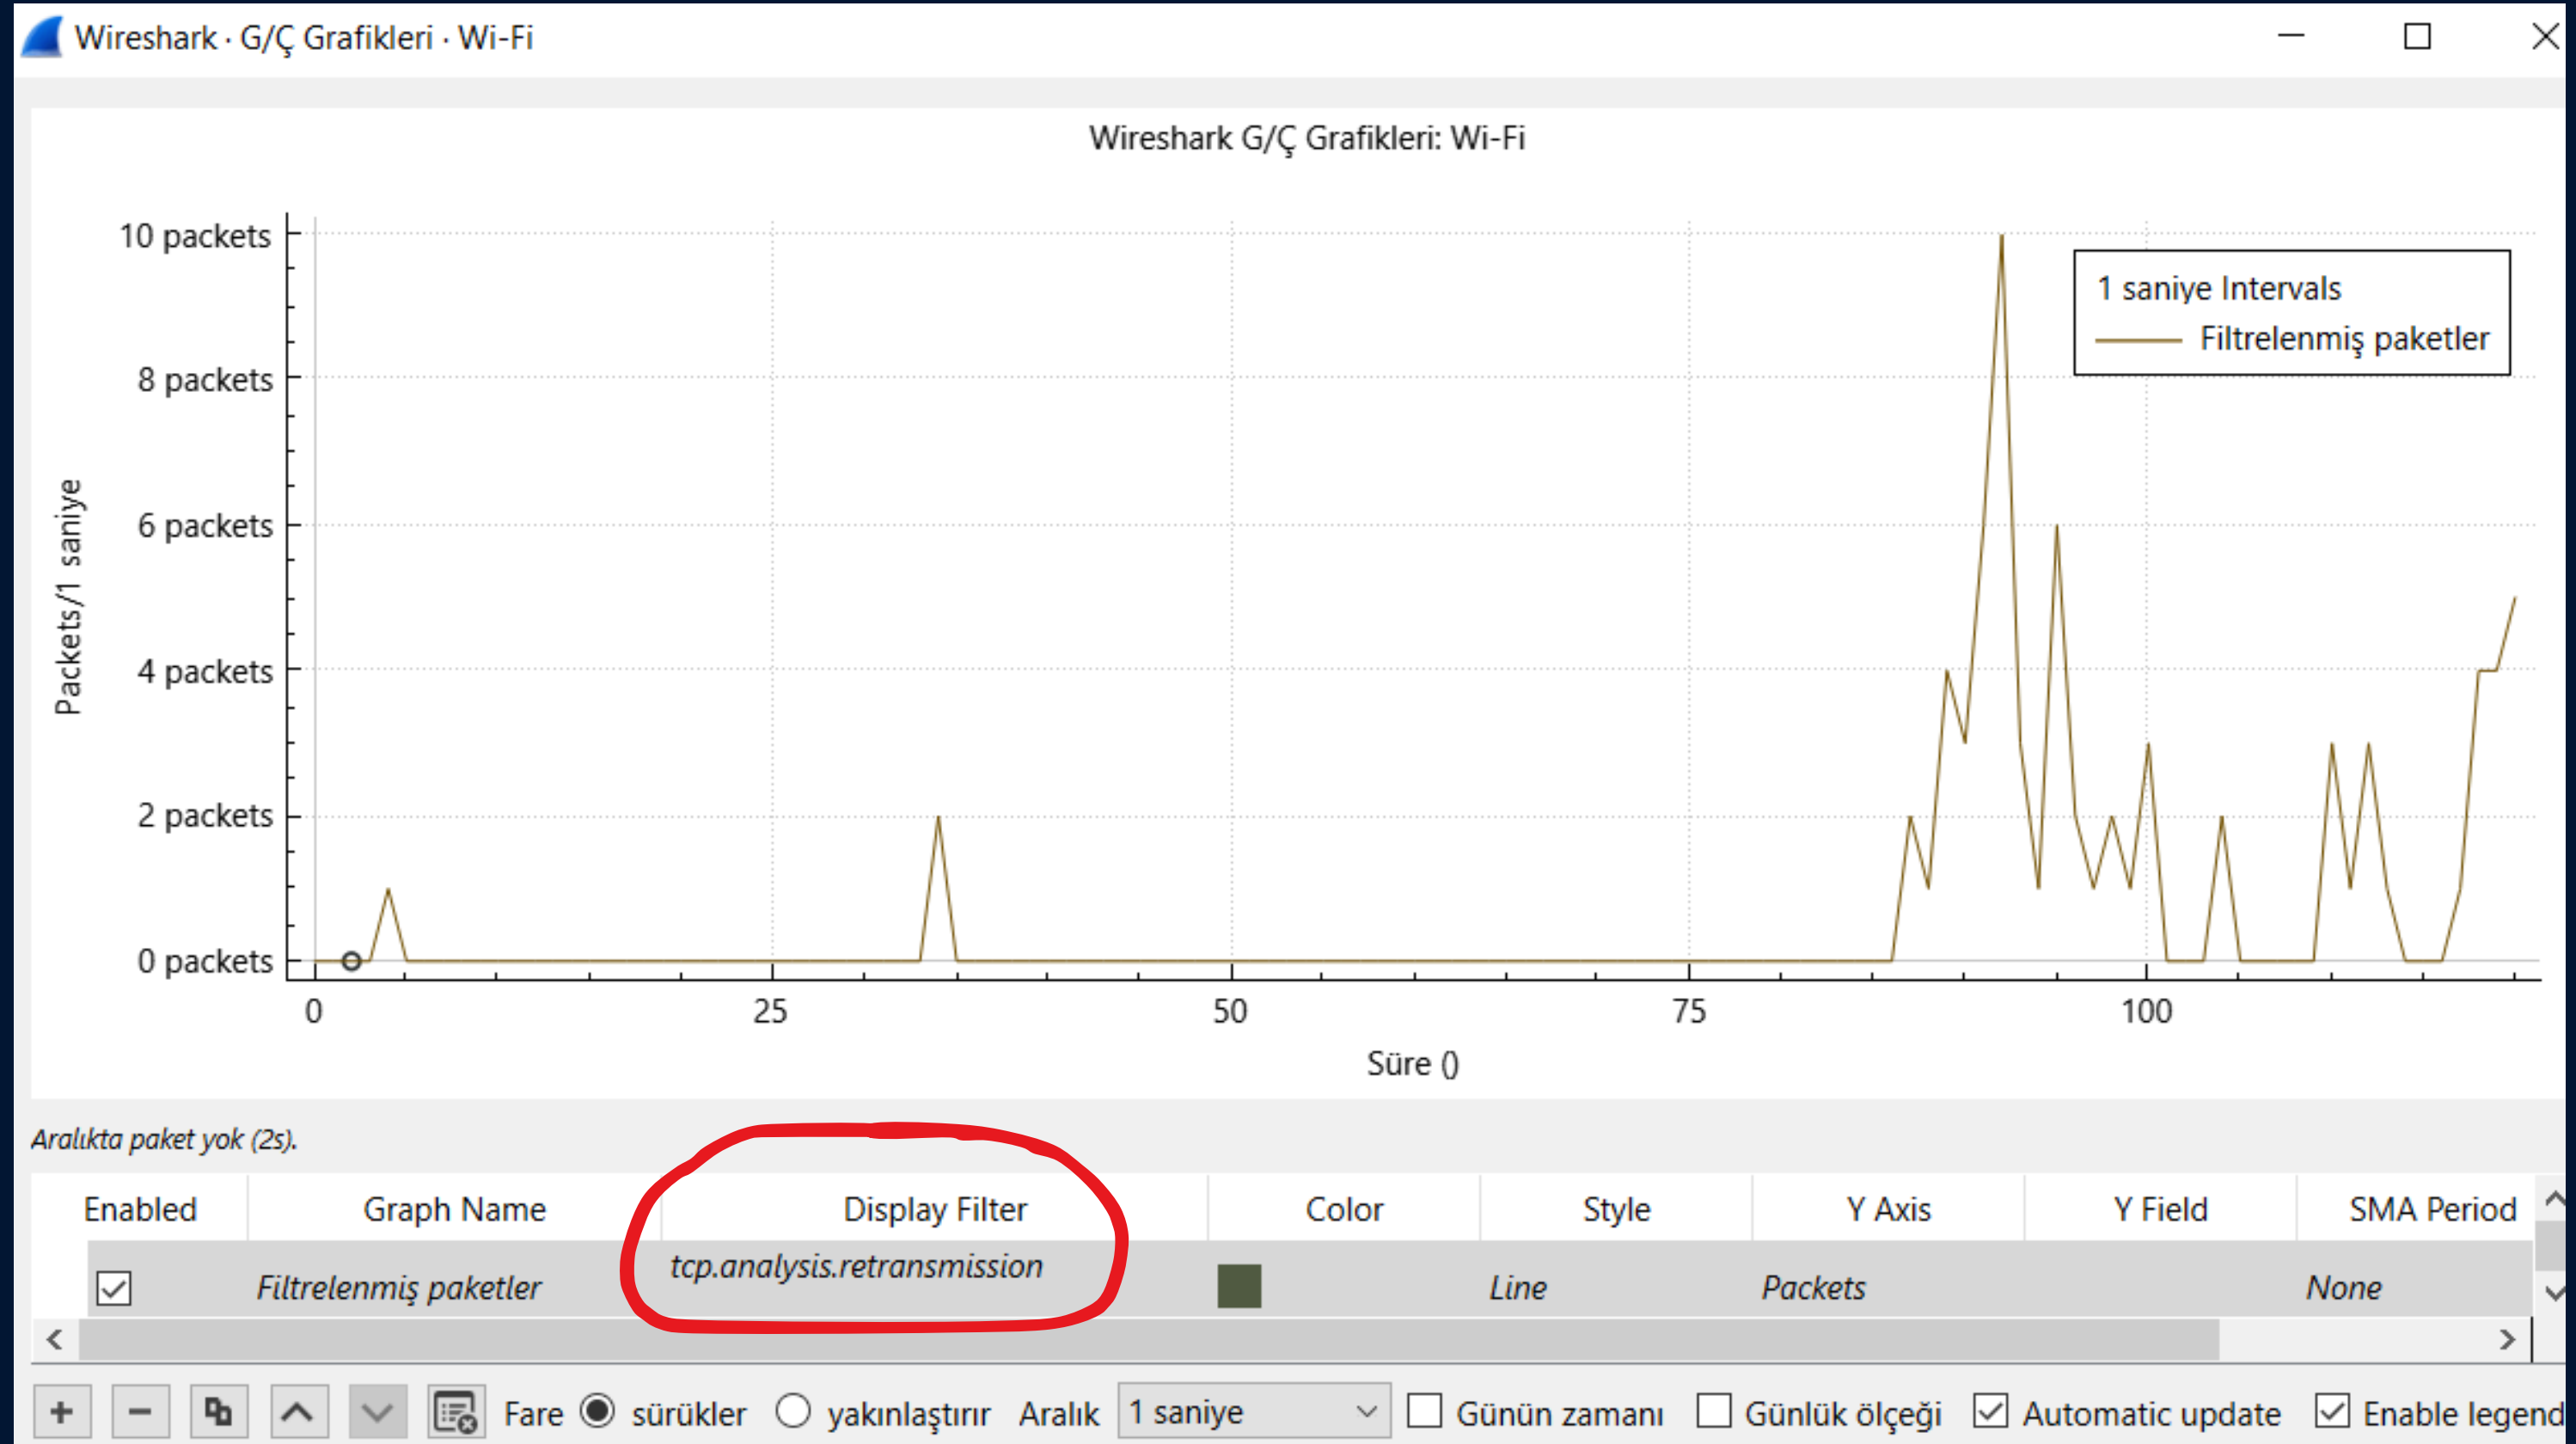 Wireshark · G/Ç Grafikleri · Wi-Fi
Wireshark G/Ç Grafikleri: Wi-Fi
10 packets
8 packets
6 packets
4 packets
2 packets
0 packets
Packets/1 saniye
1 saniye Intervals
Filtrelenmiş paketler
0 25 50 75 100
Süre ()
Aralıkta paket yok (2s).
Enabled Graph Name Display Filter Color Style Y Axis Y Field SMA Period
Filtrelenmiş paketler tcp.analysis.retransmission Line Packets None
Fare sürükler yakınlaştırır Aralık 1 saniye Günün zamanı Günlük ölçeği Automatic update Enable legend